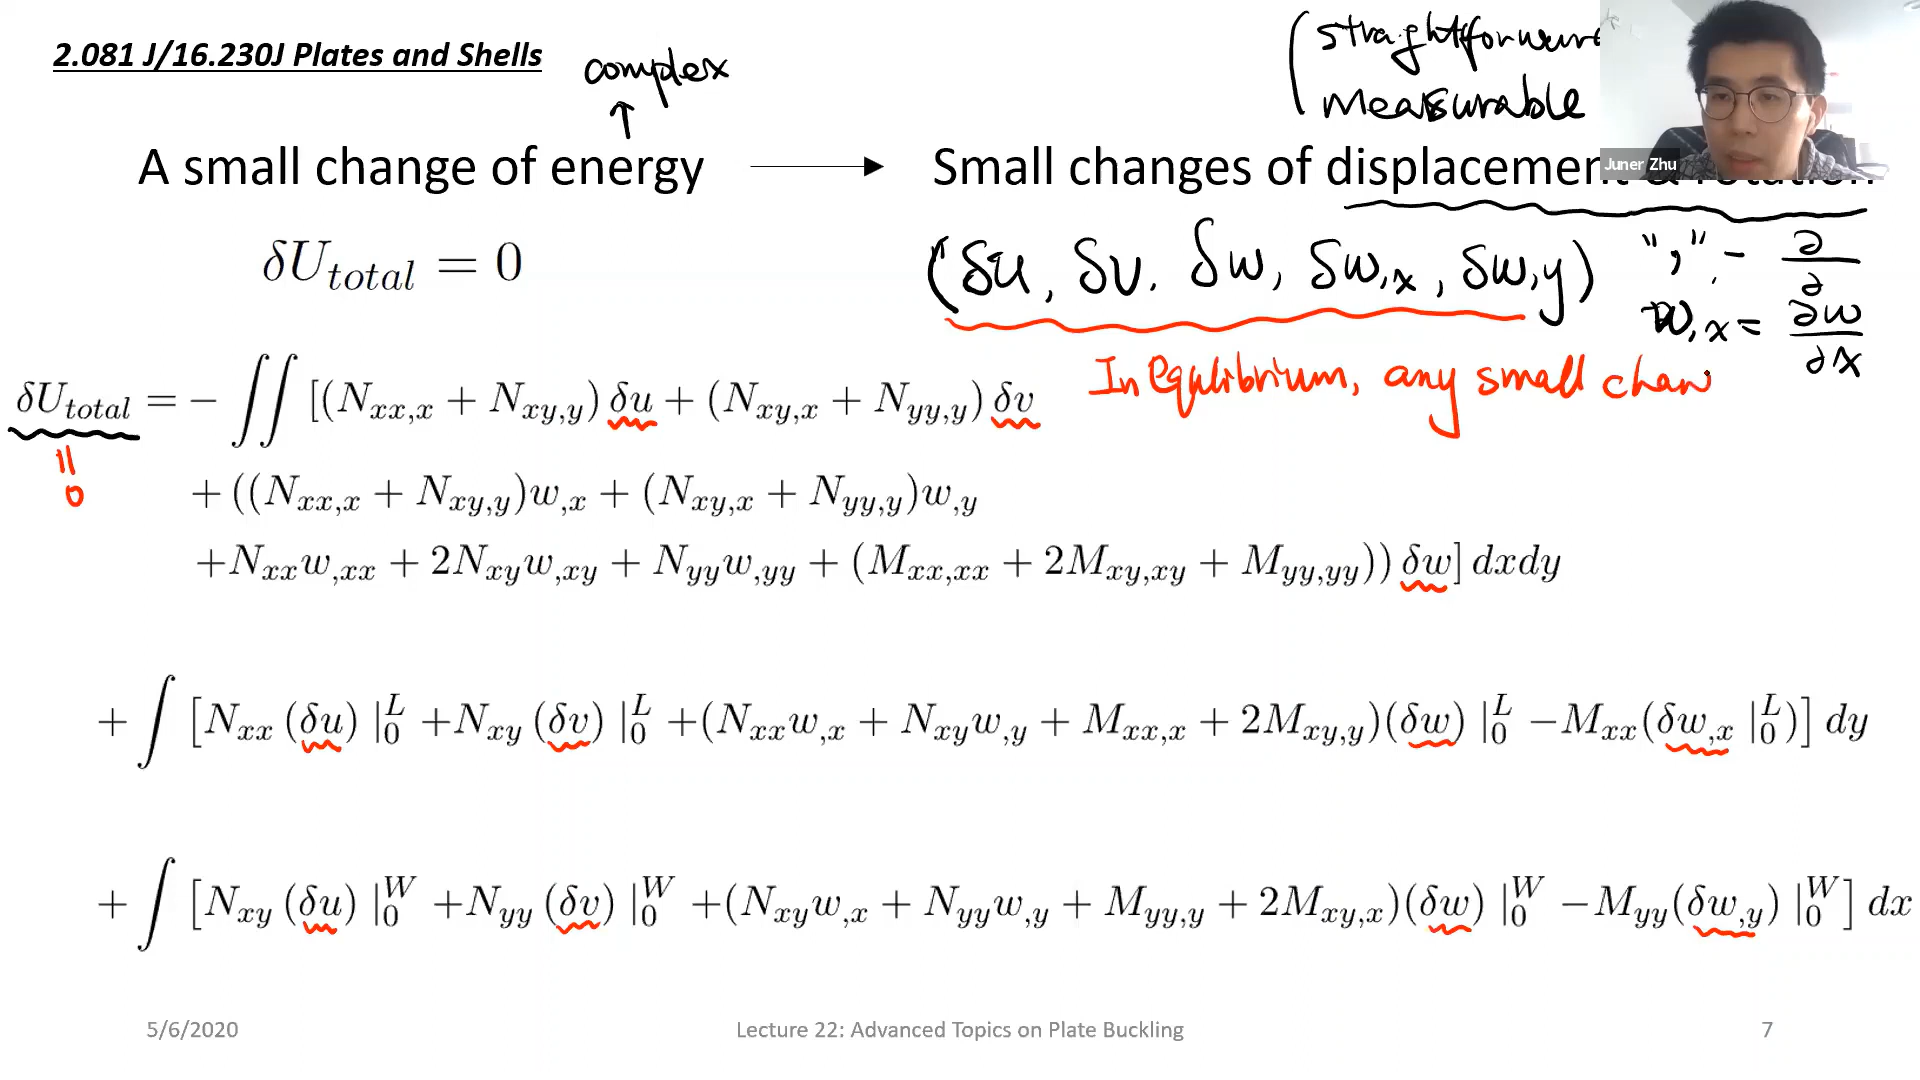 2.081 J/16.230J Plates and Shells
complex
↑
(straightforward
measurable
Juner Zhu
A small change of energy → Small changes of displacement & rotation
δU_total = 0
(δu, δv. δw, δw,x, δw,y)
"," - ∂/∂
w,x = ∂w/∂x
In Equlibrium, any small chan
δU_total = − ∬ [(N_xx,x + N_xy,y) δu + (N_xy,x + N_yy,y) δv
= 0
+ ((N_xx,x + N_xy,y)w,x + (N_xy,x + N_yy,y)w,y
+N_xx w,xx + 2N_xy w,xy + N_yy w,yy + (M_xx,xx + 2M_xy,xy + M_yy,yy)) δw] dxdy
+ ∫ [N_xx (δu) |_0^L +N_xy (δv) |_0^L +(N_xx w,x + N_xy w,y + M_xx,x + 2M_xy,y)(δw) |_0^L −M_xx(δw,x |_0^L)] dy
+ ∫ [N_xy (δu) |_0^W +N_yy (δv) |_0^W +(N_xy w,x + N_yy w,y + M_yy,y + 2M_xy,x)(δw) |_0^W −M_yy(δw,y) |_0^W] dx
5/6/2020
Lecture 22: Advanced Topics on Plate Buckling
7